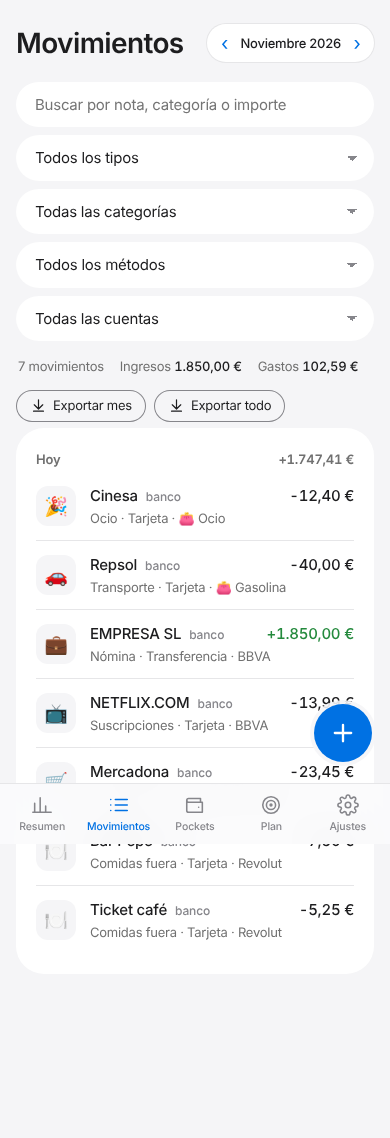 Movimientos
‹ Noviembre 2026 ›
Buscar por nota, categoría o importe
Todos los tipos
Todas las categorías
Todos los métodos
Todas las cuentas
7 movimientos Ingresos 1.850,00 € Gastos 102,59 €
Exportar mes Exportar todo
Hoy +1.747,41 €
Cinesa banco -12,40 €
Ocio · Tarjeta · 👛 Ocio
Repsol banco -40,00 €
Transporte · Tarjeta · 👛 Gasolina
EMPRESA SL banco +1.850,00 €
Nómina · Transferencia · BBVA
NETFLIX.COM banco -13,99 €
Suscripciones · Tarjeta · BBVA
Mercadona banco -23,45 €
Resumen Movimientos Pockets Plan Ajustes
Comidas fuera · Tarjeta · Revolut
Ticket café banco -5,25 €
Comidas fuera · Tarjeta · Revolut